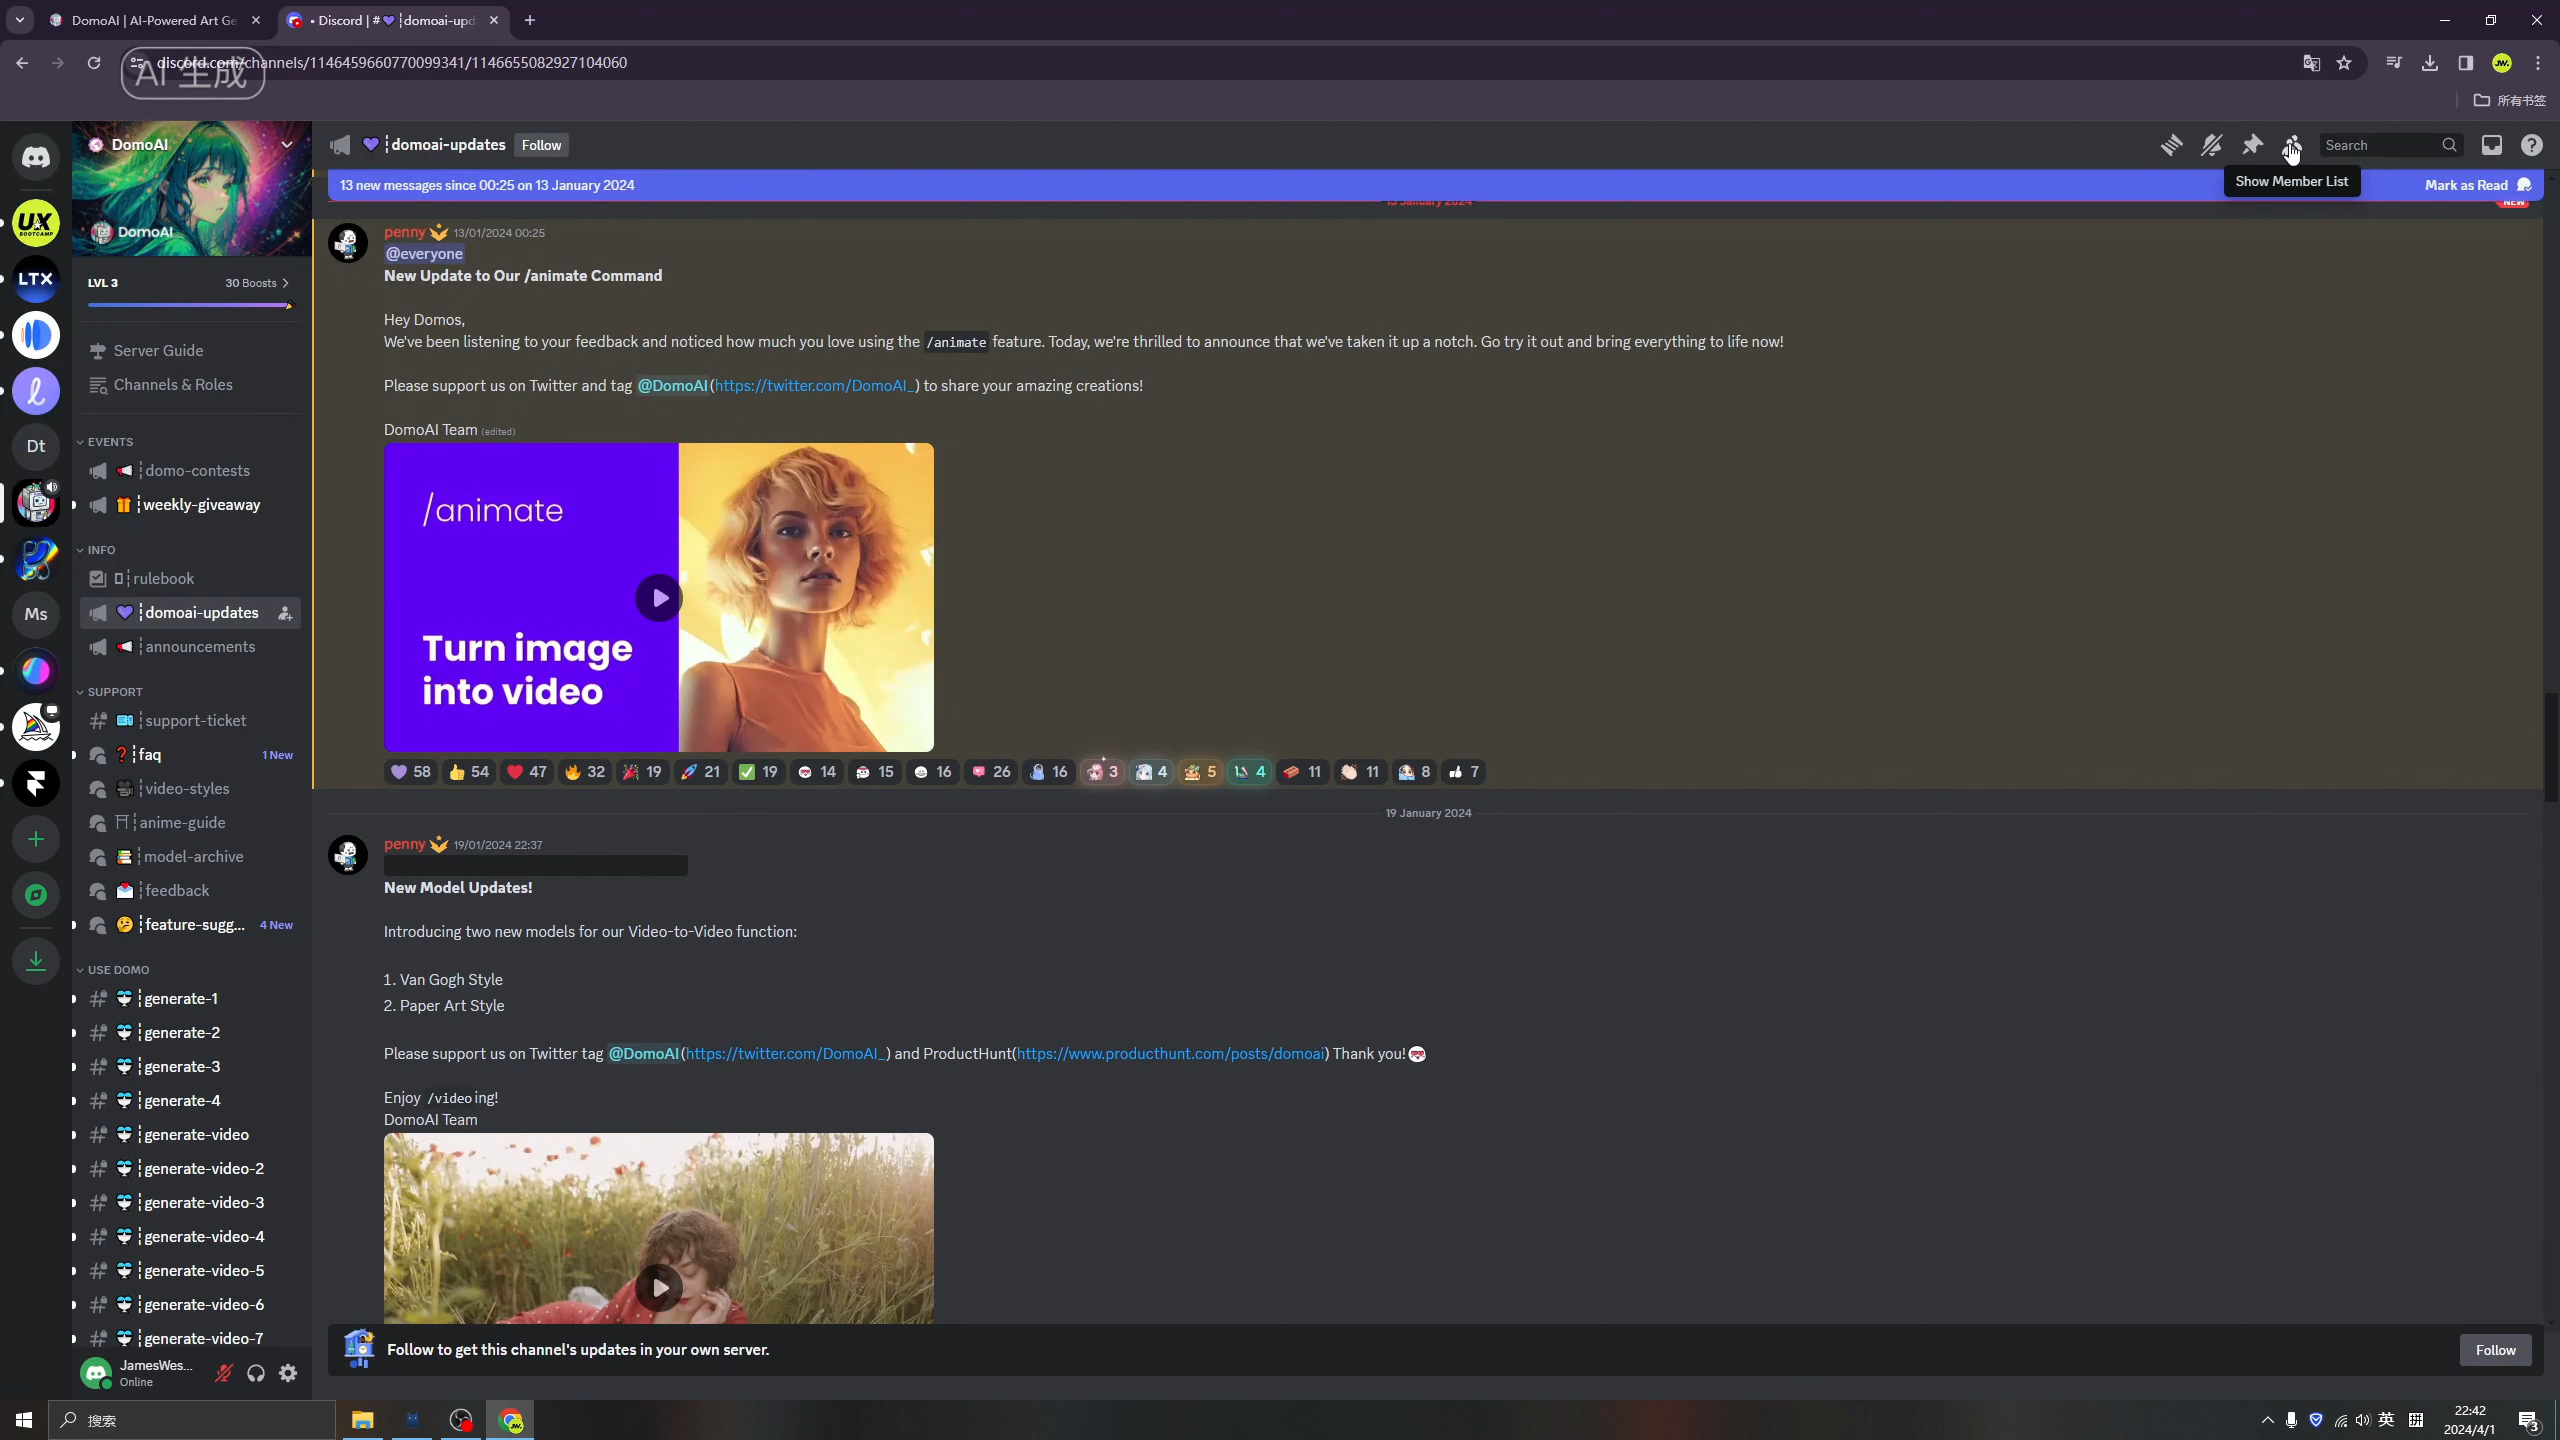 DomoAI | AI-Powered Art Ge
• Discord | #💜┆domoai-upd
discord.com/channels/1146459660770099341/1146655082927104060
AI 生成
所有书签
DomoAI
💜┆domoai-updates
Follow
Search
Show Member List
13 new messages since 00:25 on 13 January 2024
Mark as Read
13 January 2024
NEW
UX
BOOTCAMP
LTX
Dt
Ms
DomoAI
LVL 3
30 Boosts
Server Guide
Channels & Roles
EVENTS
┆domo-contests
┆weekly-giveaway
INFO
┆rulebook
┆domoai-updates
┆announcements
SUPPORT
┆support-ticket
┆faq
1 New
┆video-styles
┆anime-guide
┆model-archive
┆feedback
┆feature-sugg...
4 New
USE DOMO
┆generate-1
┆generate-2
┆generate-3
┆generate-4
┆generate-video
┆generate-video-2
┆generate-video-3
┆generate-video-4
┆generate-video-5
┆generate-video-6
┆generate-video-7
JamesWes...
Online
penny 13/01/2024 00:25
@everyone
New Update to Our /animate Command
Hey Domos,
We've been listening to your feedback and noticed how much you love using the /animate feature. Today, we're thrilled to announce that we've taken it up a notch. Go try it out and bring everything to life now!
Please support us on Twitter and tag @DomoAI(https://twitter.com/DomoAI_) to share your amazing creations!
DomoAI Team (edited)
/animate
Turn image
into video
58 54 47 32 19 21 19 14 15 16 26 16 3 4 5 4 11 11 8 7
19 January 2024
penny 19/01/2024 22:37
New Model Updates!
Introducing two new models for our Video-to-Video function:
1. Van Gogh Style
2. Paper Art Style
Please support us on Twitter tag @DomoAI(https://twitter.com/DomoAI_) and ProductHunt(https://www.producthunt.com/posts/domoai) Thank you!
Enjoy /videoing!
DomoAI Team
Follow to get this channel's updates in your own server.
Follow
搜索
英
拼
22:42
2024/4/1
3